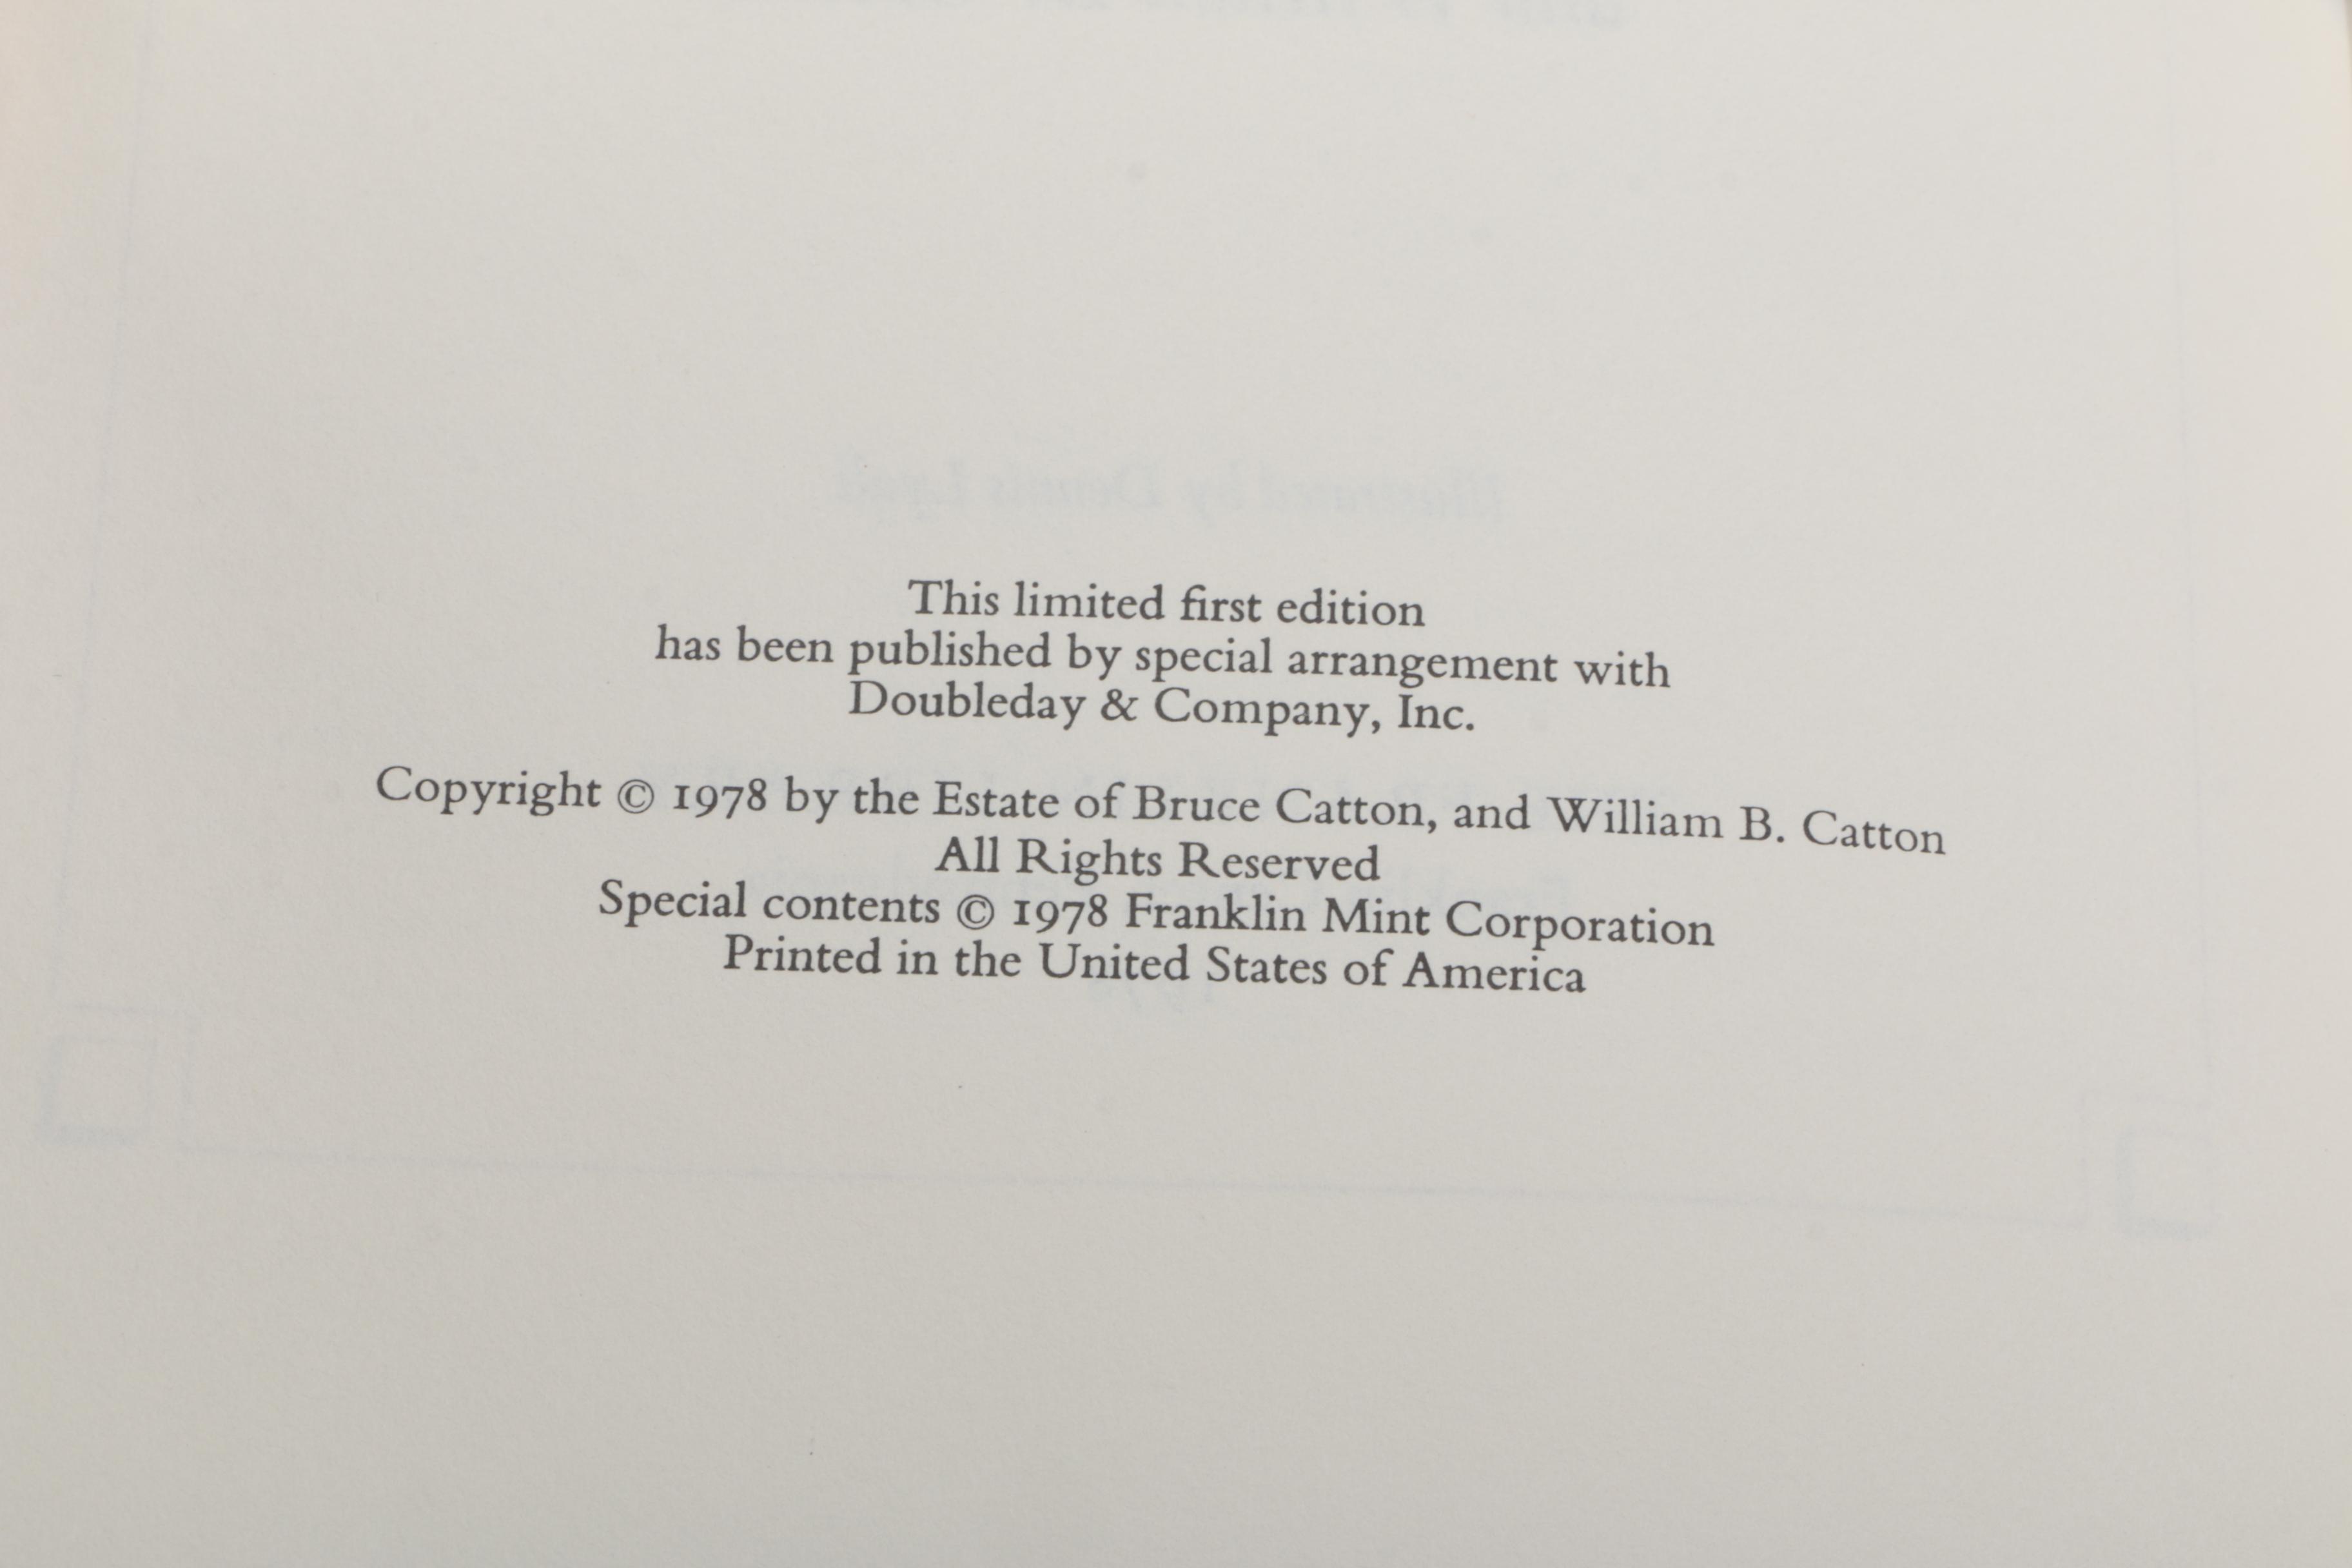 This limited first edition
has been published by special arrangement with
Doubleday & Company, Inc.
Copyright © 1978 by the Estate of Bruce Catton, and William B. Catton
All Rights Reserved
Special contents © 1978 Franklin Mint Corporation
Printed in the United States of America